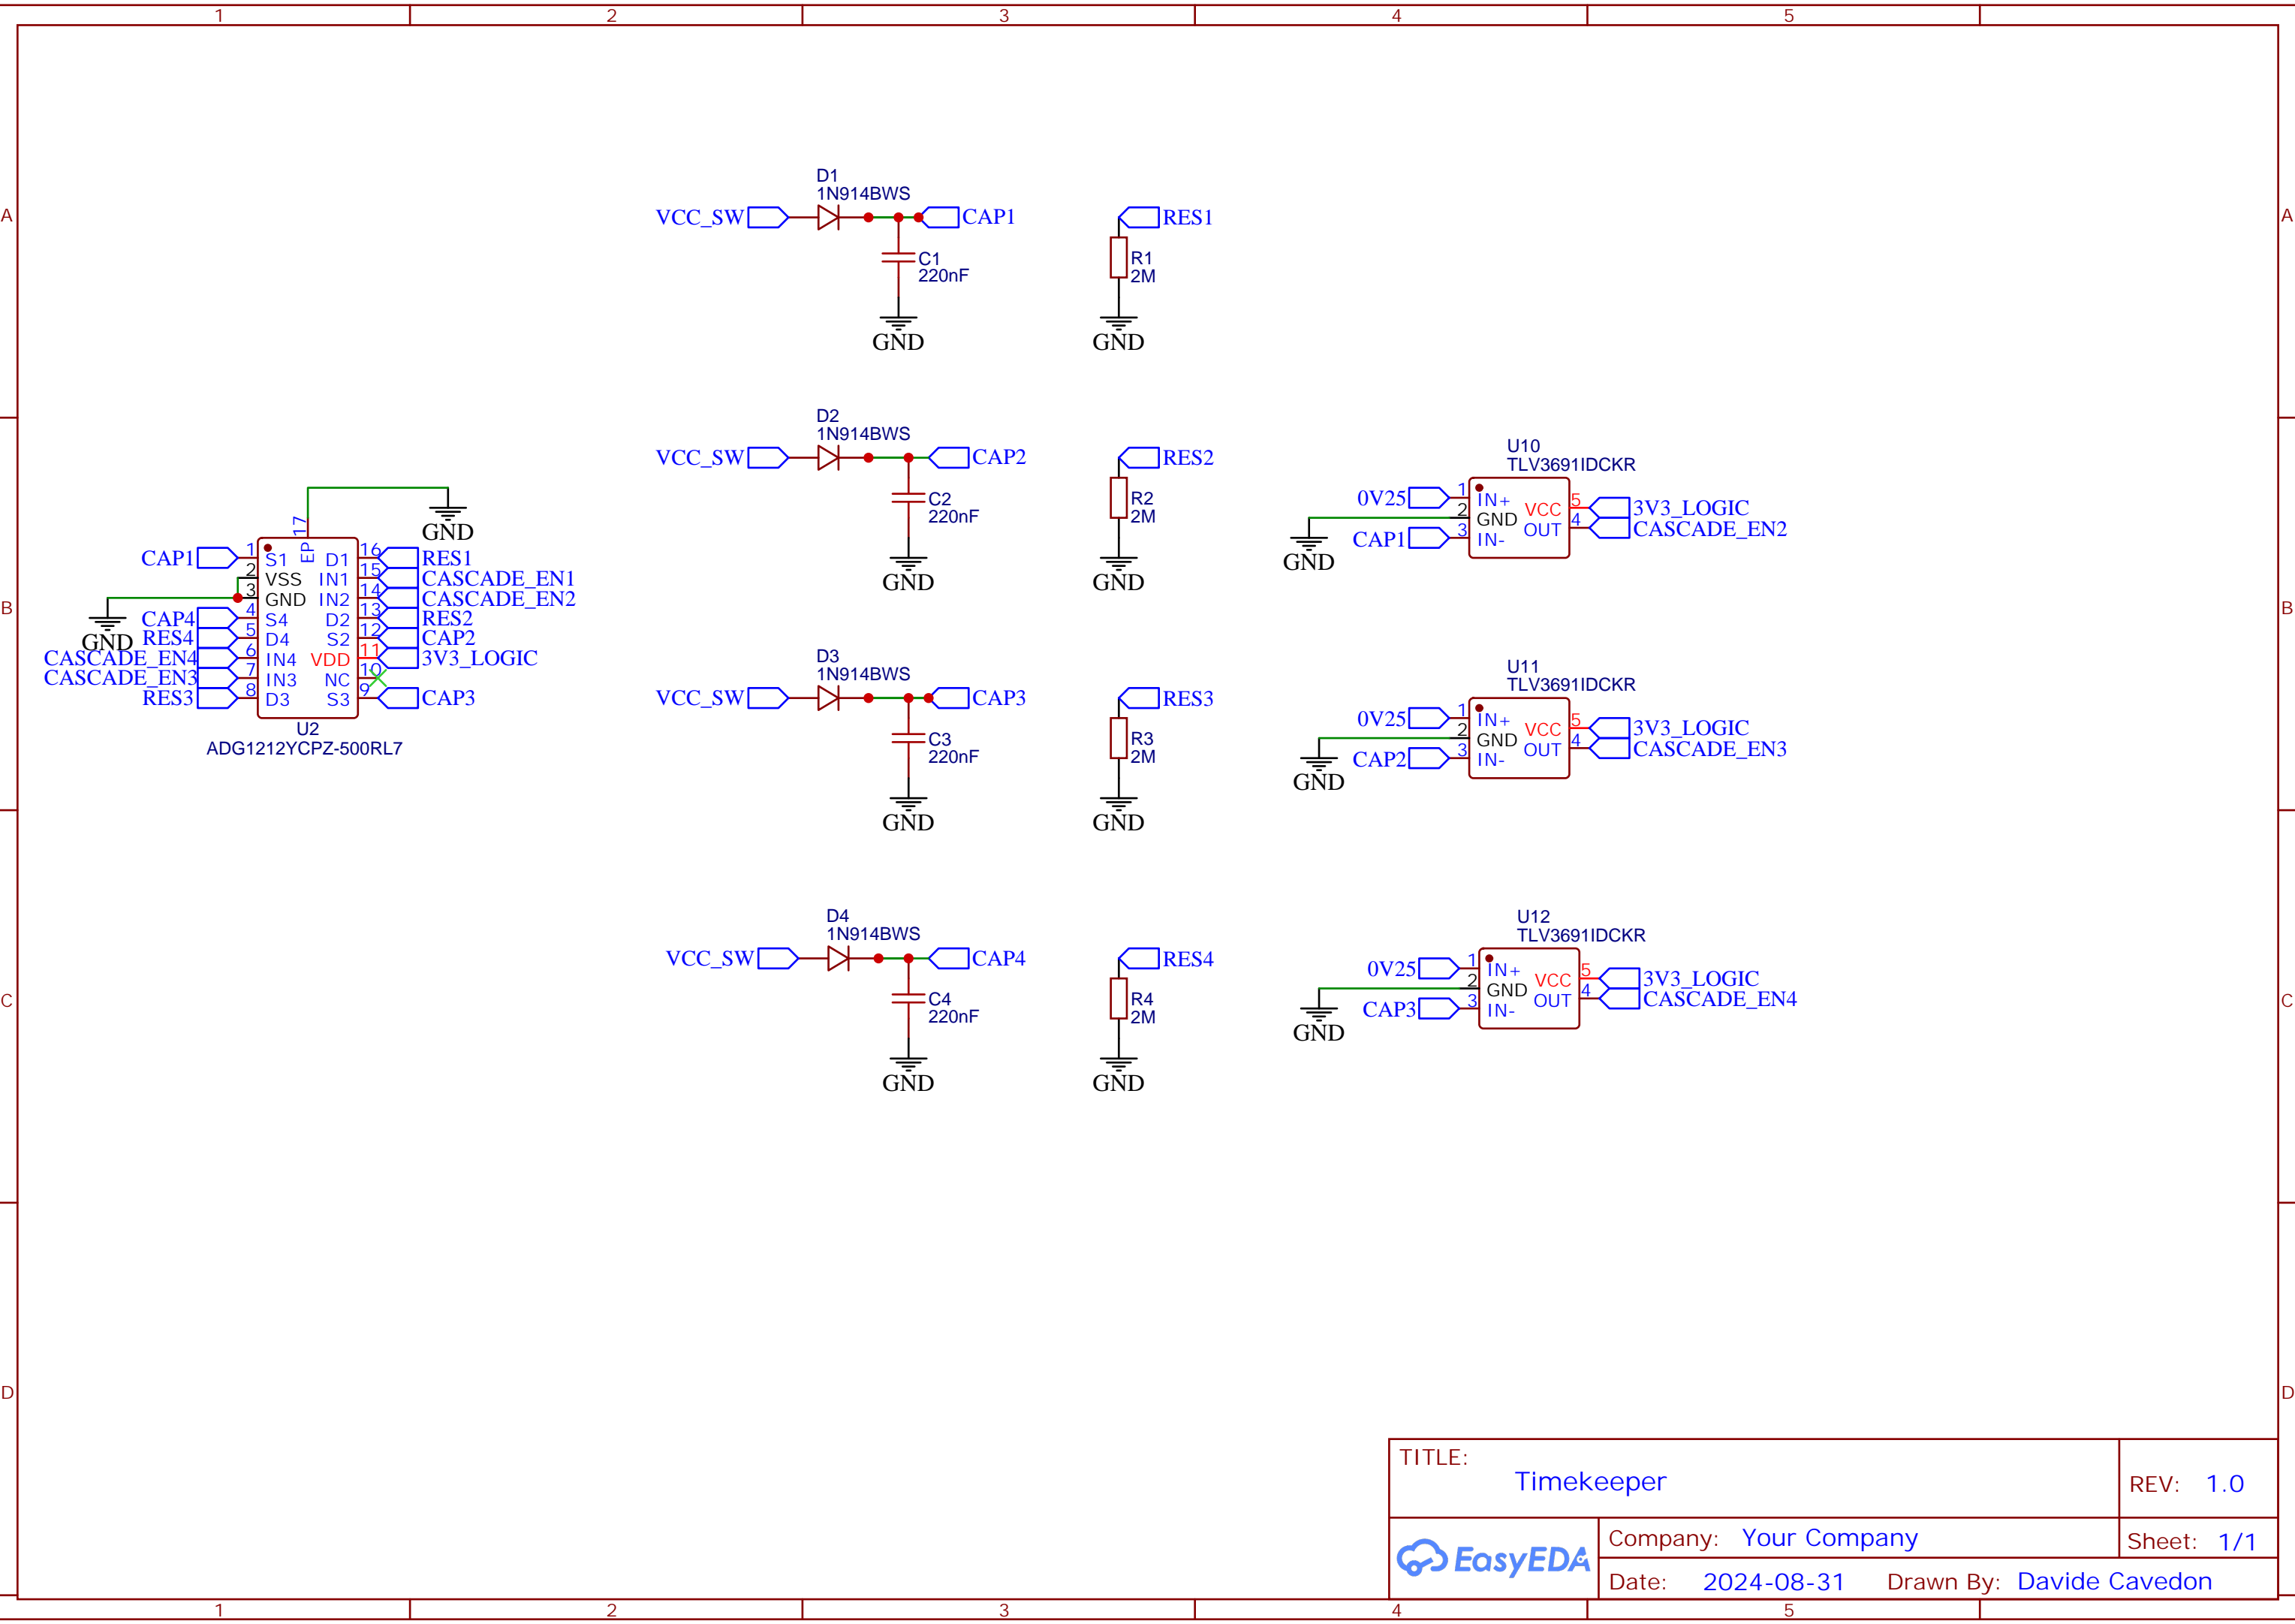 1 2 3 4 5
A A
B B
C C
D D
1 2 3 4 5
D1
1N914BWS
VCC_SW
CAP1
C1
220nF
GND
RES1
R1
2M
GND
D2
1N914BWS
VCC_SW
CAP2
C2
220nF
GND
RES2
R2
2M
GND
D3
1N914BWS
VCC_SW
CAP3
C3
220nF
GND
RES3
R3
2M
GND
D4
1N914BWS
VCC_SW
CAP4
C4
220nF
GND
RES4
R4
2M
GND
GND
17
EP
CAP1 1 S1 D1 16 RES1
2 VSS IN1 15 CASCADE_EN1
3 GND IN2 14 CASCADE_EN2
GND
CAP4 4 S4 D2 13 RES2
RES4 5 D4 S2 12 CAP2
CASCADE_EN4 6 IN4 VDD 11 3V3_LOGIC
CASCADE_EN3 7 IN3 NC 10
RES3 8 D3 S3 9 CAP3
U2
ADG1212YCPZ-500RL7
U10
TLV3691IDCKR
0V25 1 IN+ VCC 5 3V3_LOGIC
2 GND OUT 4 CASCADE_EN2
CAP1 3 IN-
GND
U11
TLV3691IDCKR
0V25 1 IN+ VCC 5 3V3_LOGIC
2 GND OUT 4 CASCADE_EN3
CAP2 3 IN-
GND
U12
TLV3691IDCKR
0V25 1 IN+ VCC 5 3V3_LOGIC
2 GND OUT 4 CASCADE_EN4
CAP3 3 IN-
GND
TITLE:
Timekeeper
REV: 1.0
EasyEDA
Company: Your Company
Sheet: 1/1
Date: 2024-08-31 Drawn By: Davide Cavedon